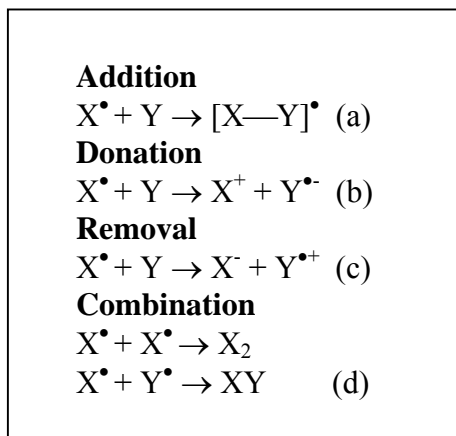 Addition
X• + Y → [X—Y]• (a)
Donation
X• + Y → X⁺ + Y•⁻ (b)
Removal
X• + Y → X⁻ + Y•⁺ (c)
Combination
X• + X• → X₂
X• + Y• → XY (d)